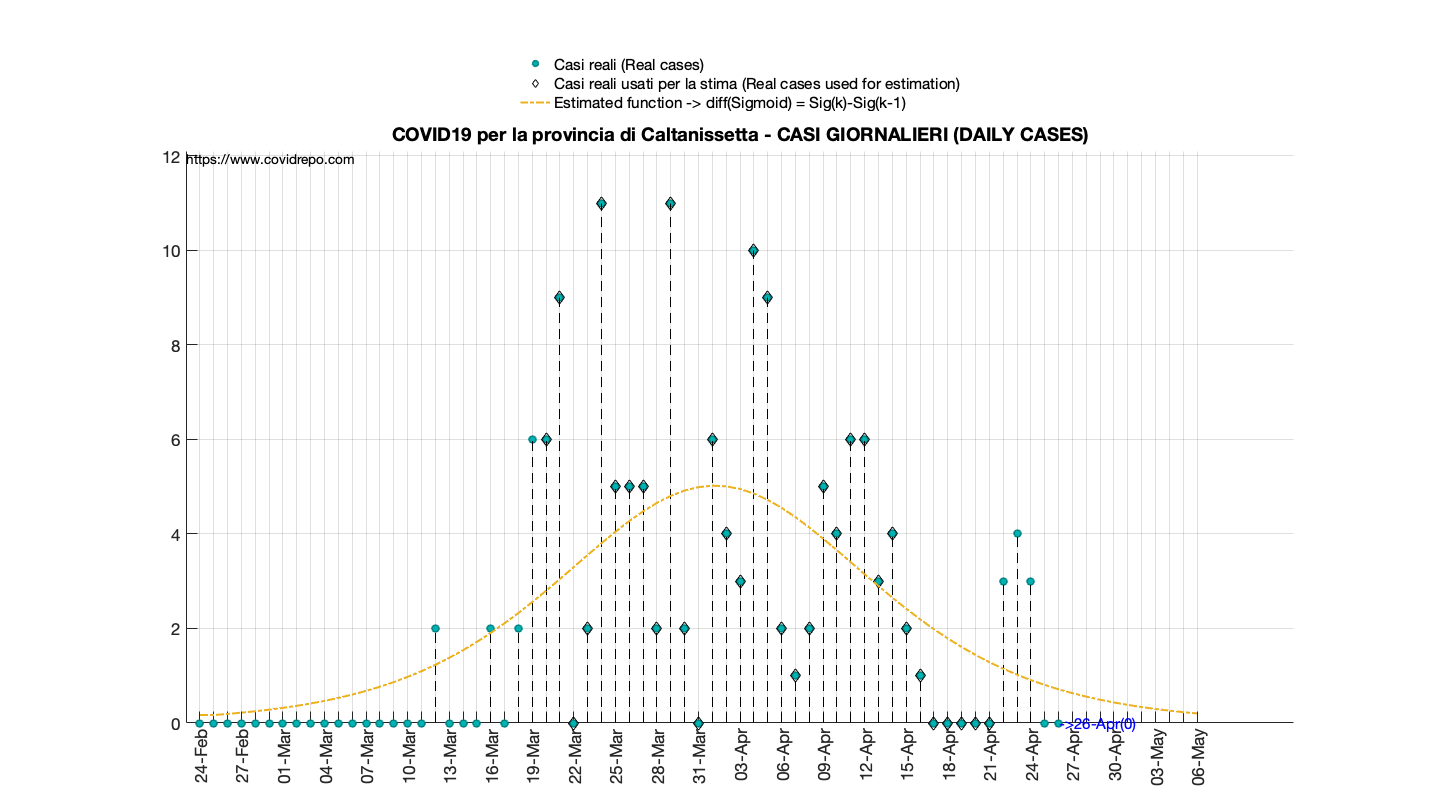 Casi reali (Real cases)
Casi reali usati per la stima (Real cases used for estimation)
Estimated function -> diff(Sigmoid) = Sig(k)-Sig(k-1)
COVID19 per la provincia di Caltanissetta - CASI GIORNALIERI (DAILY CASES)
https://www.covidrepo.com
12
10
8
6
4
2
0
->26-Apr(0)
24-Feb
27-Feb
01-Mar
04-Mar
07-Mar
10-Mar
13-Mar
16-Mar
19-Mar
22-Mar
25-Mar
28-Mar
31-Mar
03-Apr
06-Apr
09-Apr
12-Apr
15-Apr
18-Apr
21-Apr
24-Apr
27-Apr
30-Apr
03-May
06-May